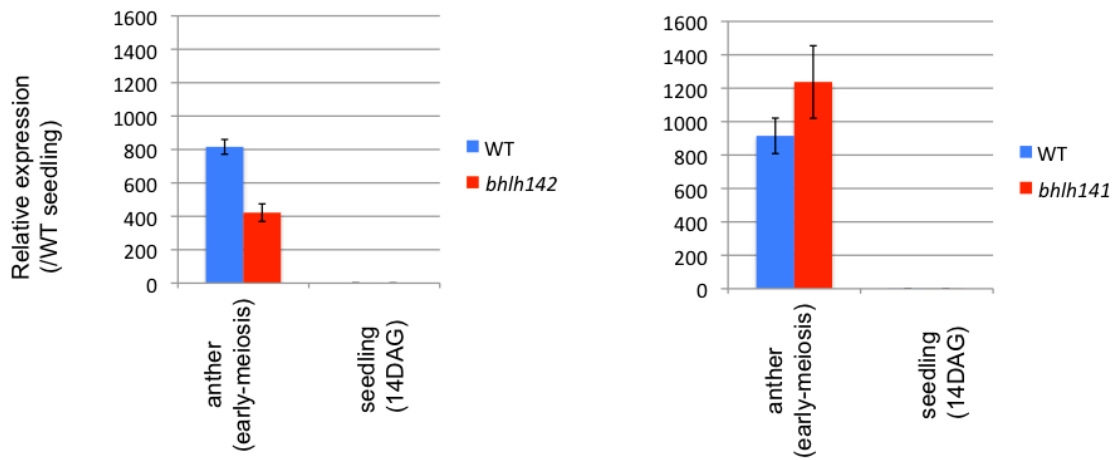 Relative expression
(/WT seedling)
1600
1400
1200
1000
800
600
400
200
0
anther
(early-meiosis)
seedling
(14DAG)
WT
bhlh142
1600
1400
1200
1000
800
600
400
200
0
anther
(early-meiosis)
seedling
(14DAG)
WT
bhlh141